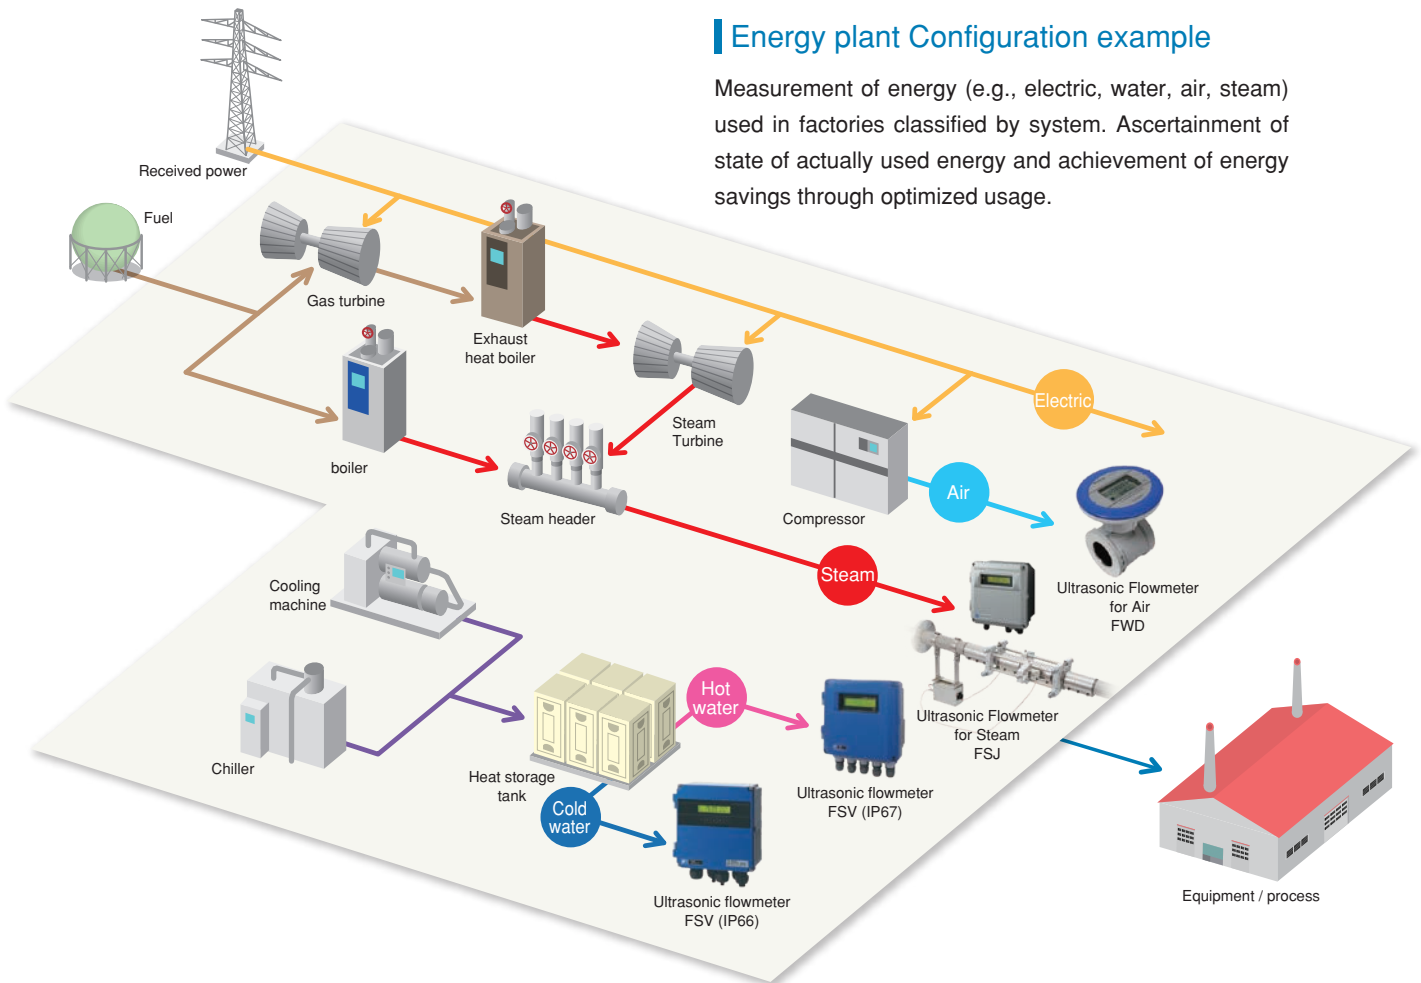 Energy plant Configuration example
Measurement of energy (e.g., electric, water, air, steam)
used in factories classified by system. Ascertainment of
state of actually used energy and achievement of energy
savings through optimized usage.
Received power
Fuel
Gas turbine
Exhaust
heat boiler
boiler
Steam
Turbine
Steam header
Electric
Compressor
Air
Ultrasonic Flowmeter
for Air
FWD
Steam
Ultrasonic Flowmeter
for Steam
FSJ
Cooling
machine
Chiller
Heat storage
tank
Hot
water
Ultrasonic flowmeter
FSV (IP67)
Cold
water
Ultrasonic flowmeter
FSV (IP66)
Equipment / process